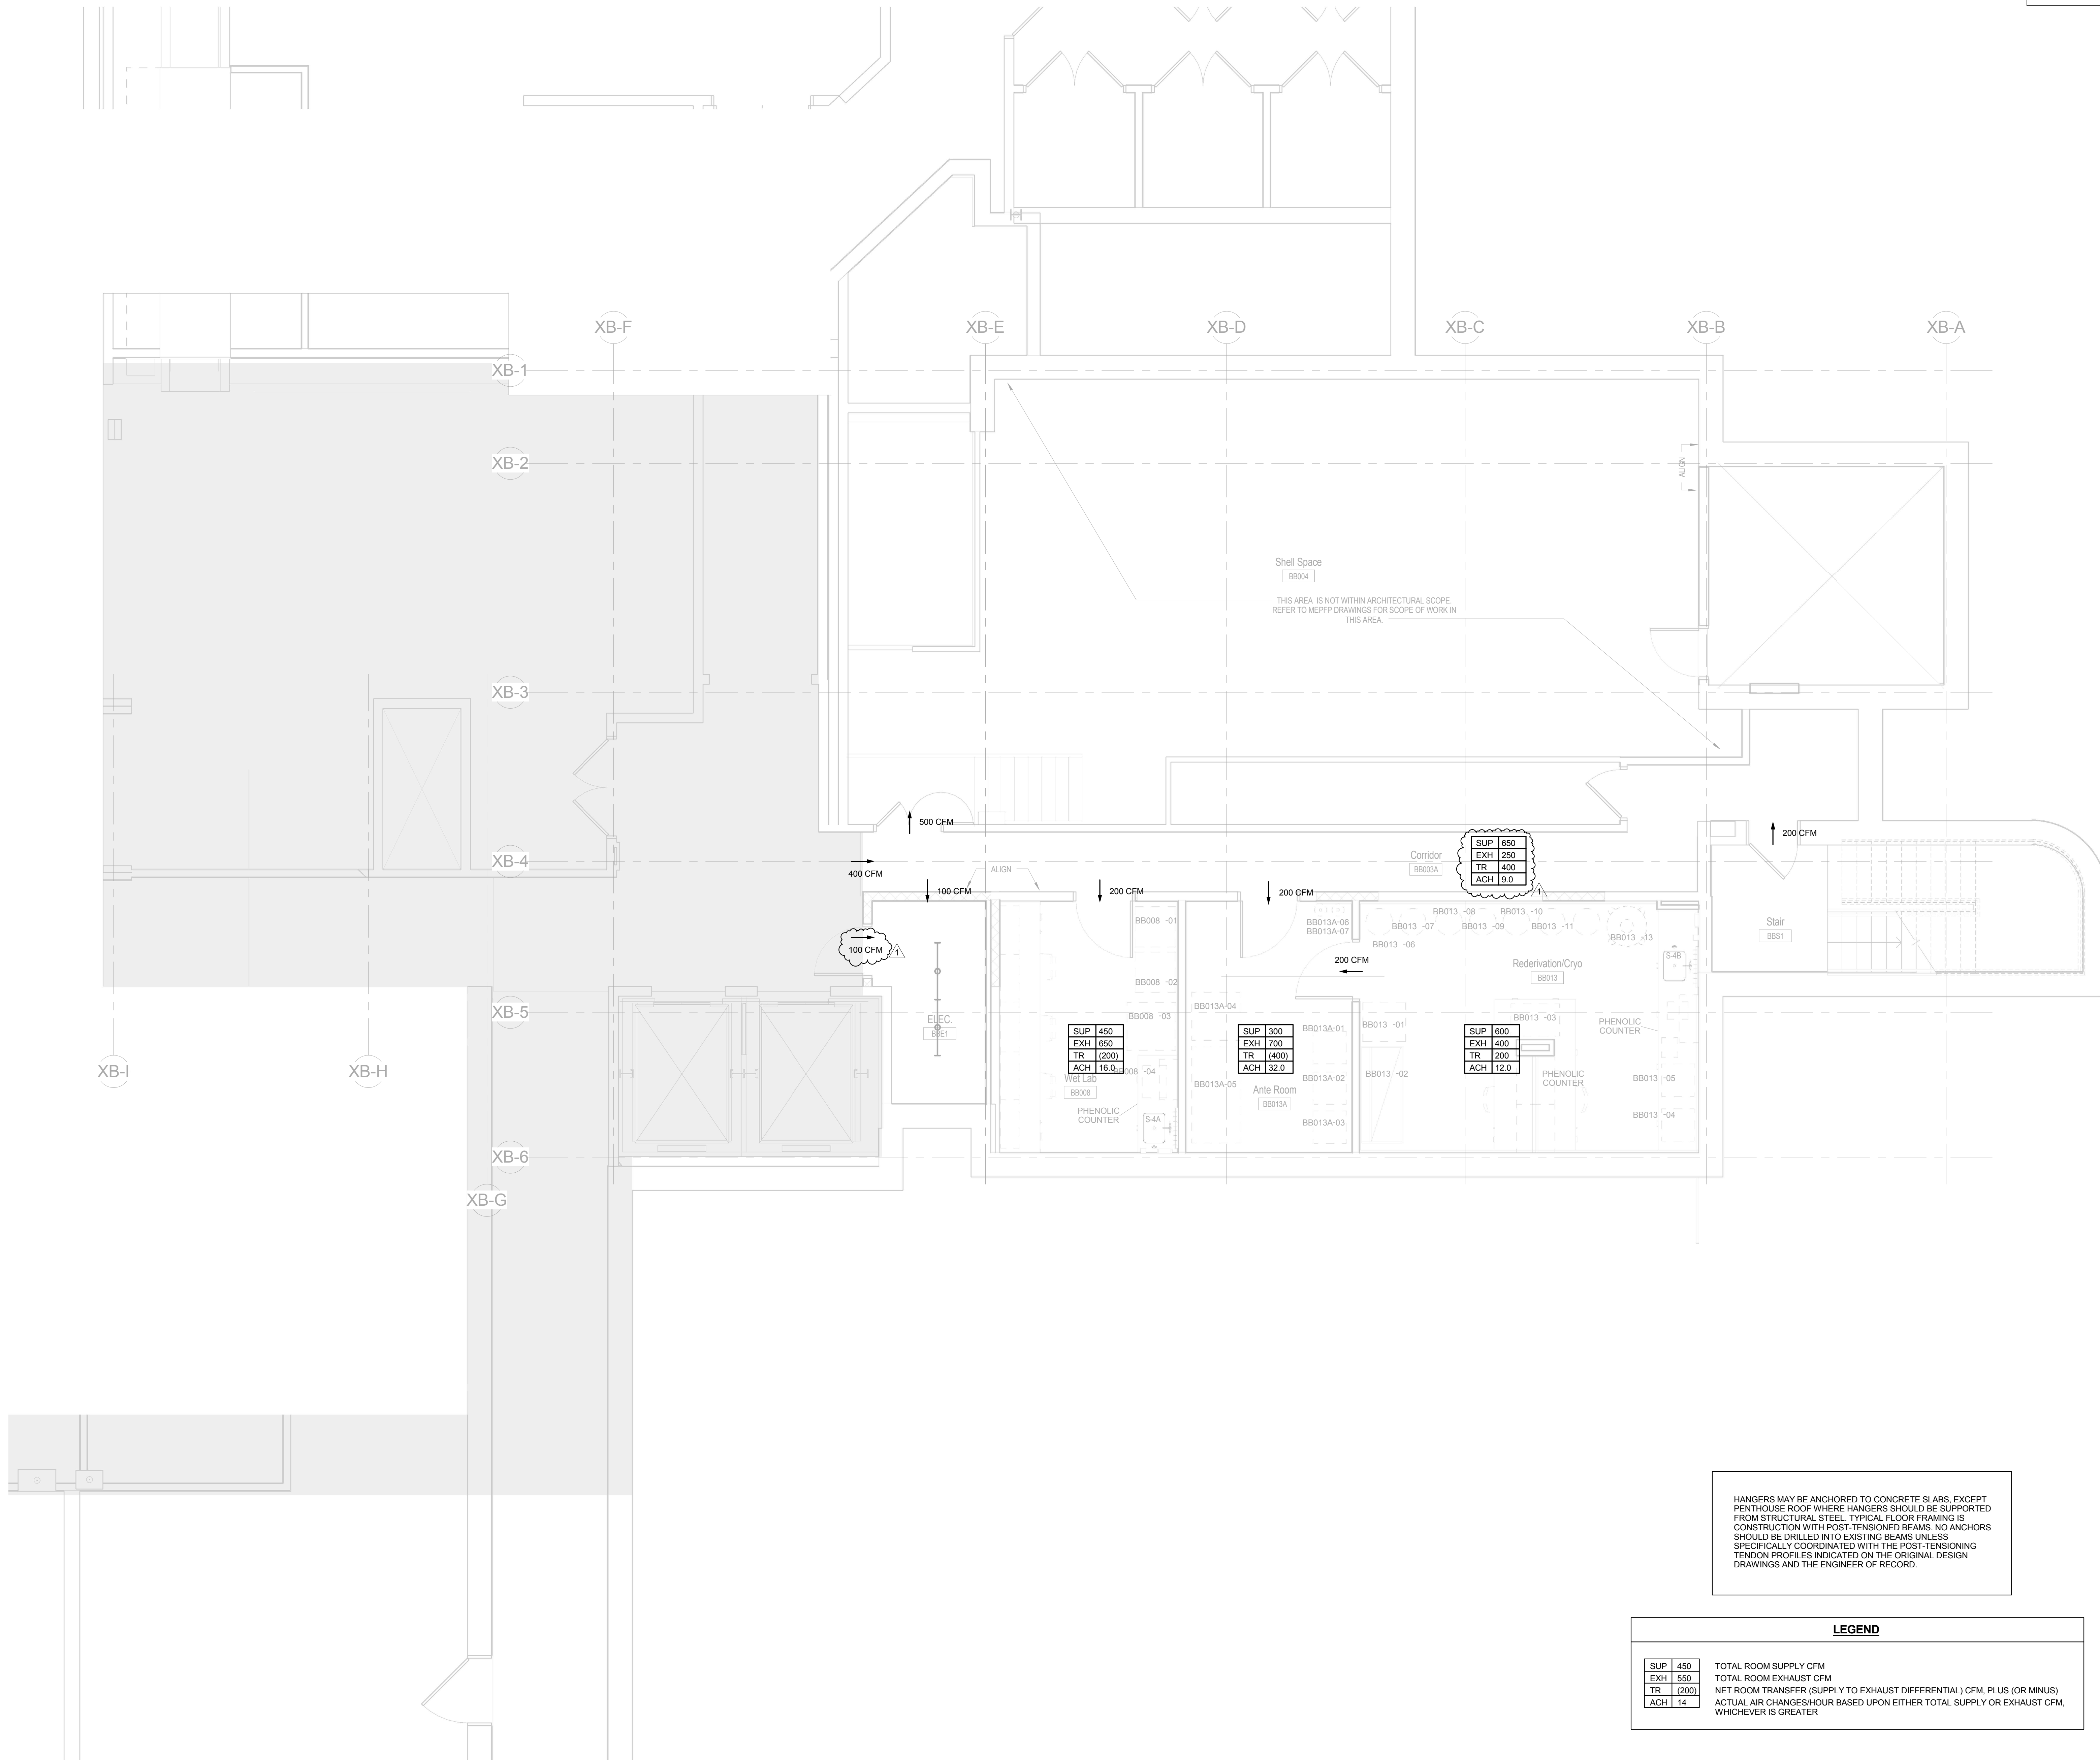 XB-F
XB-E
XB-D
XB-C
XB-B
XB-A
XB-1
XB-2
ALIGN
Shell Space
BB004
THIS AREA IS NOT WITHIN ARCHITECTURAL SCOPE.
REFER TO MEPFP DRAWINGS FOR SCOPE OF WORK IN
THIS AREA.
XB-3
500 CFM
200 CFM
XB-4
400 CFM
ALIGN
Corridor
BB003A
SUP 650
EXH 250
TR 400
ACH 9.0
1
100 CFM
200 CFM
200 CFM
100 CFM
1
BB008 -01
BB008 -02
BB008 -03
BB008 -04
BB013A-06
BB013A-07
BB013 -08
BB013 -10
BB013 -07
BB013 -09
BB013 -11
BB013 -13
BB013 -06
200 CFM
Rederivation/Cryo
BB013
S-4B
Stair
BBS1
XB-5
ELEC.
BBE1
BB013A-04
BB013A-01
BB013 -01
BB013 -03
PHENOLIC
COUNTER
SUP 450
EXH 650
TR (200)
ACH 16.0
SUP 300
EXH 700
TR (400)
ACH 32.0
SUP 600
EXH 400
TR 200
ACH 12.0
XB-I
XB-H
Wet Lab
BB008
BB013A-05
Ante Room
BB013A
BB013A-02
BB013 -02
PHENOLIC
COUNTER
BB013 -05
PHENOLIC
COUNTER
S-4A
BB013A-03
BB013 -04
XB-6
XB-G
HANGERS MAY BE ANCHORED TO CONCRETE SLABS, EXCEPT
PENTHOUSE ROOF WHERE HANGERS SHOULD BE SUPPORTED
FROM STRUCTURAL STEEL. TYPICAL FLOOR FRAMING IS
CONSTRUCTION WITH POST-TENSIONED BEAMS. NO ANCHORS
SHOULD BE DRILLED INTO EXISTING BEAMS UNLESS
SPECIFICALLY COORDINATED WITH THE POST-TENSIONING
TENDON PROFILES INDICATED ON THE ORIGINAL DESIGN
DRAWINGS AND THE ENGINEER OF RECORD.
LEGEND
SUP 450 TOTAL ROOM SUPPLY CFM
EXH 550 TOTAL ROOM EXHAUST CFM
TR (200) NET ROOM TRANSFER (SUPPLY TO EXHAUST DIFFERENTIAL) CFM, PLUS (OR MINUS)
ACH 14 ACTUAL AIR CHANGES/HOUR BASED UPON EITHER TOTAL SUPPLY OR EXHAUST CFM,
WHICHEVER IS GREATER